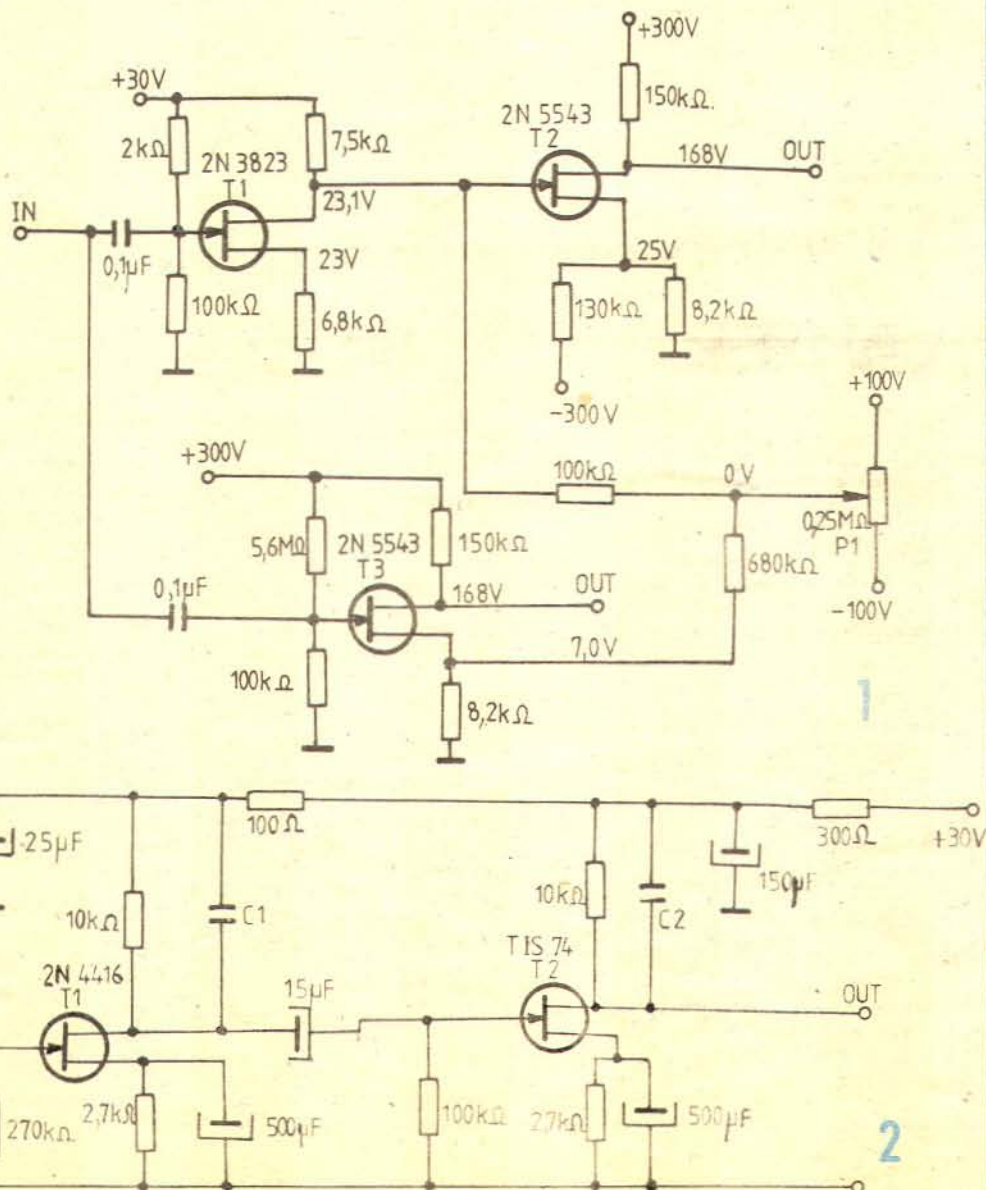 +300V
+30V
150kΩ
2N 5543
T2
2kΩ
7,5kΩ
2N 3823
T1
168V
OUT
IN
23,1V
0,1µF
23V
25V
100kΩ
6,8kΩ
130kΩ
8,2kΩ
+100V
-300V
+300V
100kΩ
0V
5,6MΩ
2N 5543
T3
150kΩ
0,25MΩ
P1
680kΩ
0,1µF
168V
OUT
-100V
7,0V
100kΩ
8,2kΩ
1
100Ω
300Ω
+30V
25µF
150µF
10kΩ
C1
10kΩ
C2
2N 4416
T1
TIS 74
T2
15µF
OUT
270kΩ
2,7kΩ
500µF
100kΩ
2,7kΩ
500µF
2